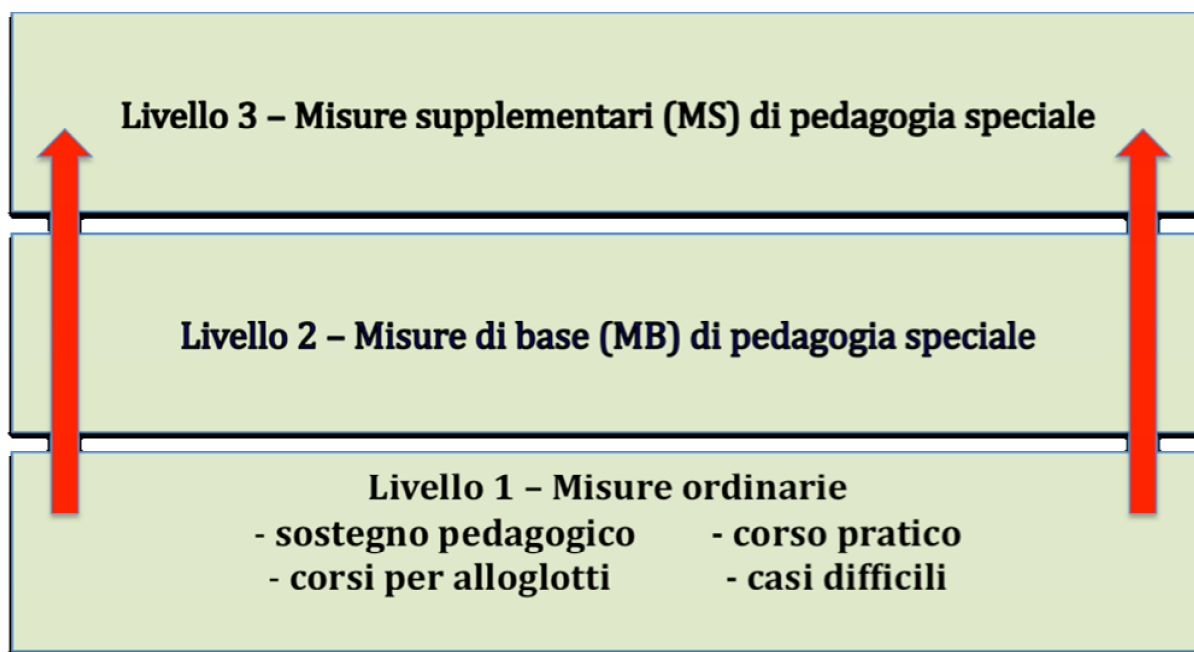 Livello 3 – Misure supplementari (MS) di pedagogia speciale
Livello 2 – Misure di base (MB) di pedagogia speciale
Livello 1 – Misure ordinarie
- sostegno pedagogico - corso pratico
- corsi per alloglotti - casi difficili